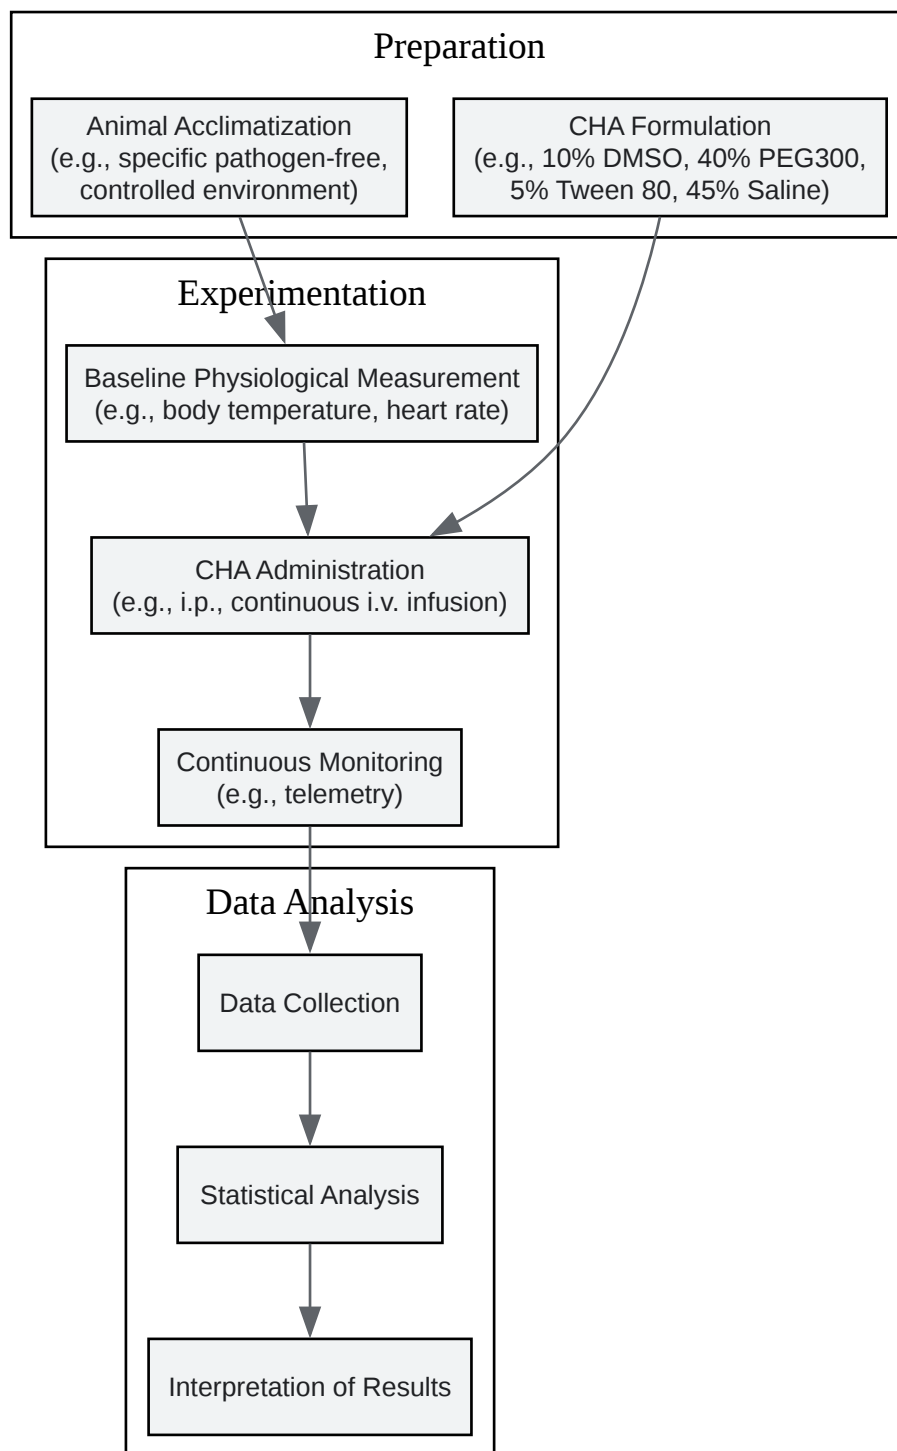 Preparation
Animal Acclimatization
(e.g., specific pathogen-free,
controlled environment)
CHA Formulation
(e.g., 10% DMSO, 40% PEG300,
5% Tween 80, 45% Saline)
Experimentation
Baseline Physiological Measurement
(e.g., body temperature, heart rate)
CHA Administration
(e.g., i.p., continuous i.v. infusion)
Continuous Monitoring
(e.g., telemetry)
Data Analysis
Data Collection
Statistical Analysis
Interpretation of Results